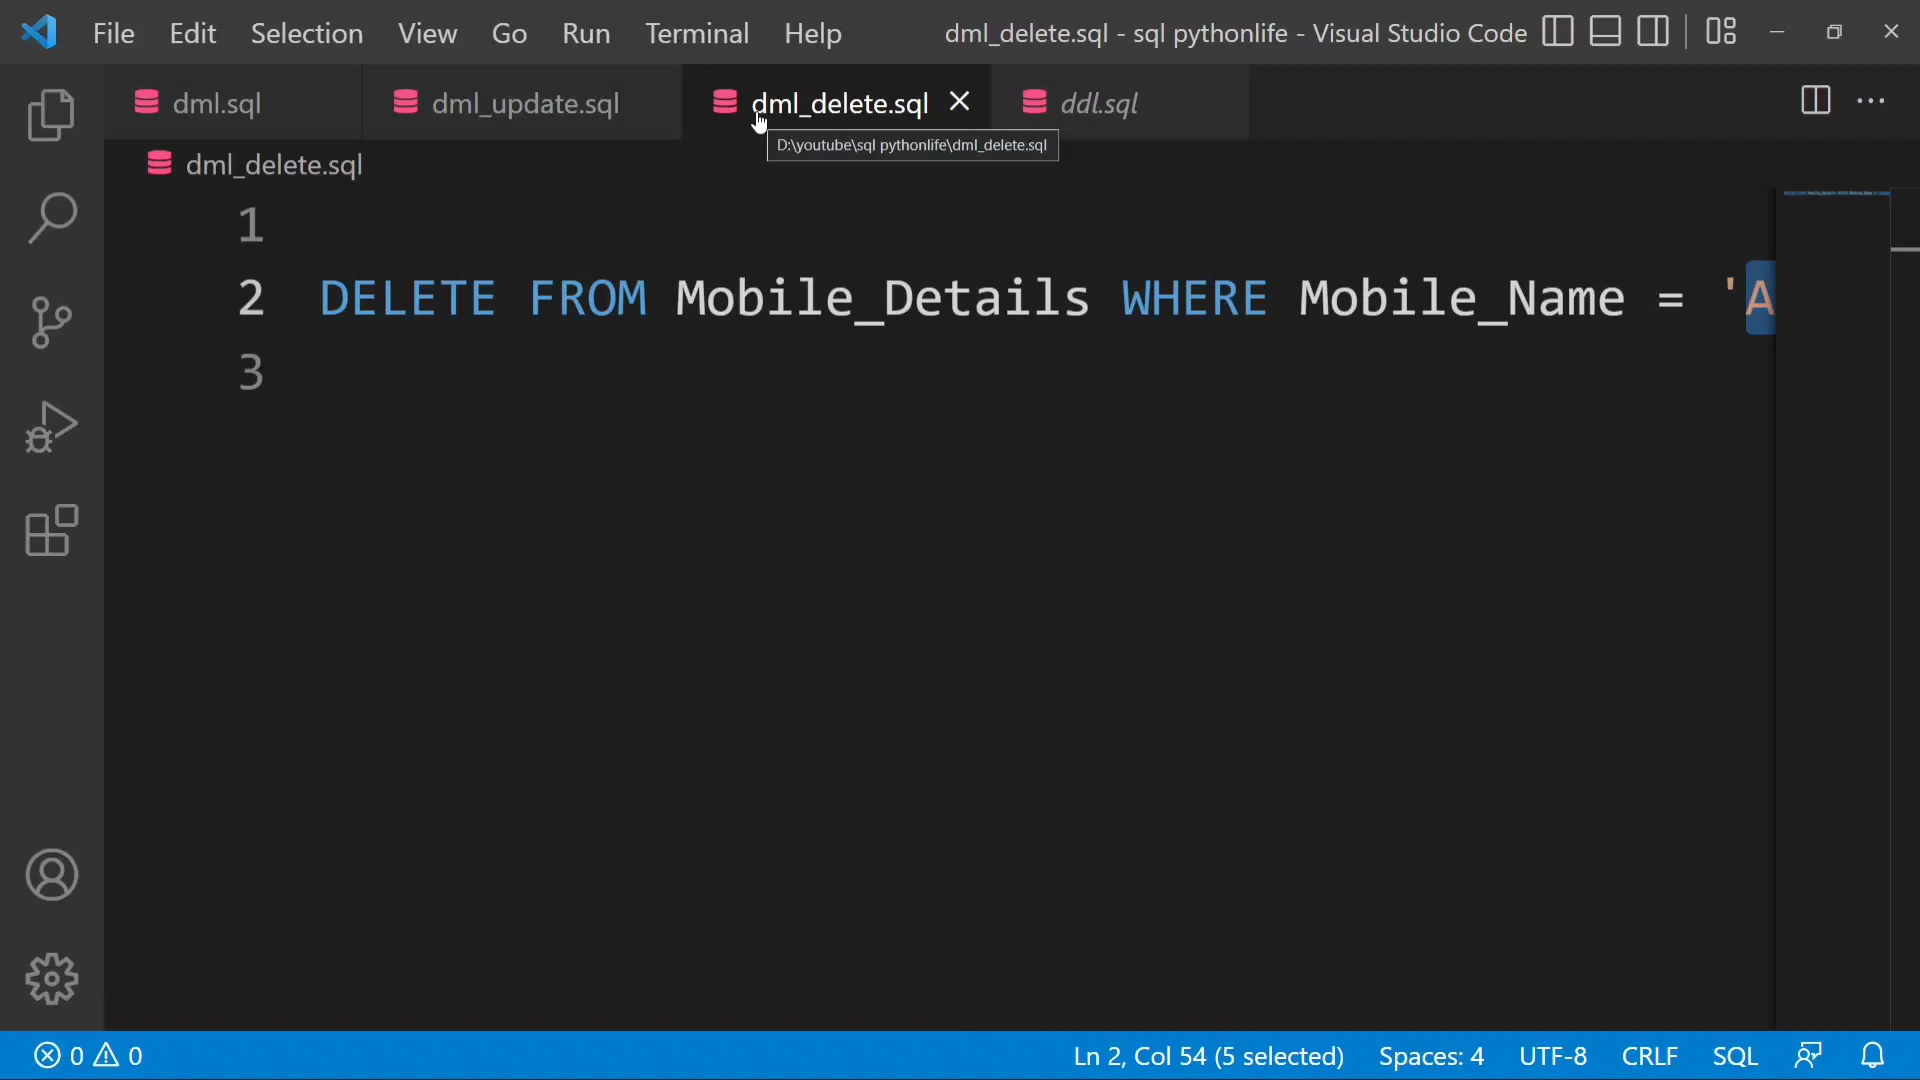 File Edit Selection View Go Run Terminal Help dml_delete.sql - sql pythonlife - Visual Studio Code
dml.sql dml_update.sql dml_delete.sql ddl.sql
D:\youtube\sql pythonlife\dml_delete.sql
dml_delete.sql
1
2 DELETE FROM Mobile_Details WHERE Mobile_Name = 'A
3
0 0 Ln 2, Col 54 (5 selected) Spaces: 4 UTF-8 CRLF SQL